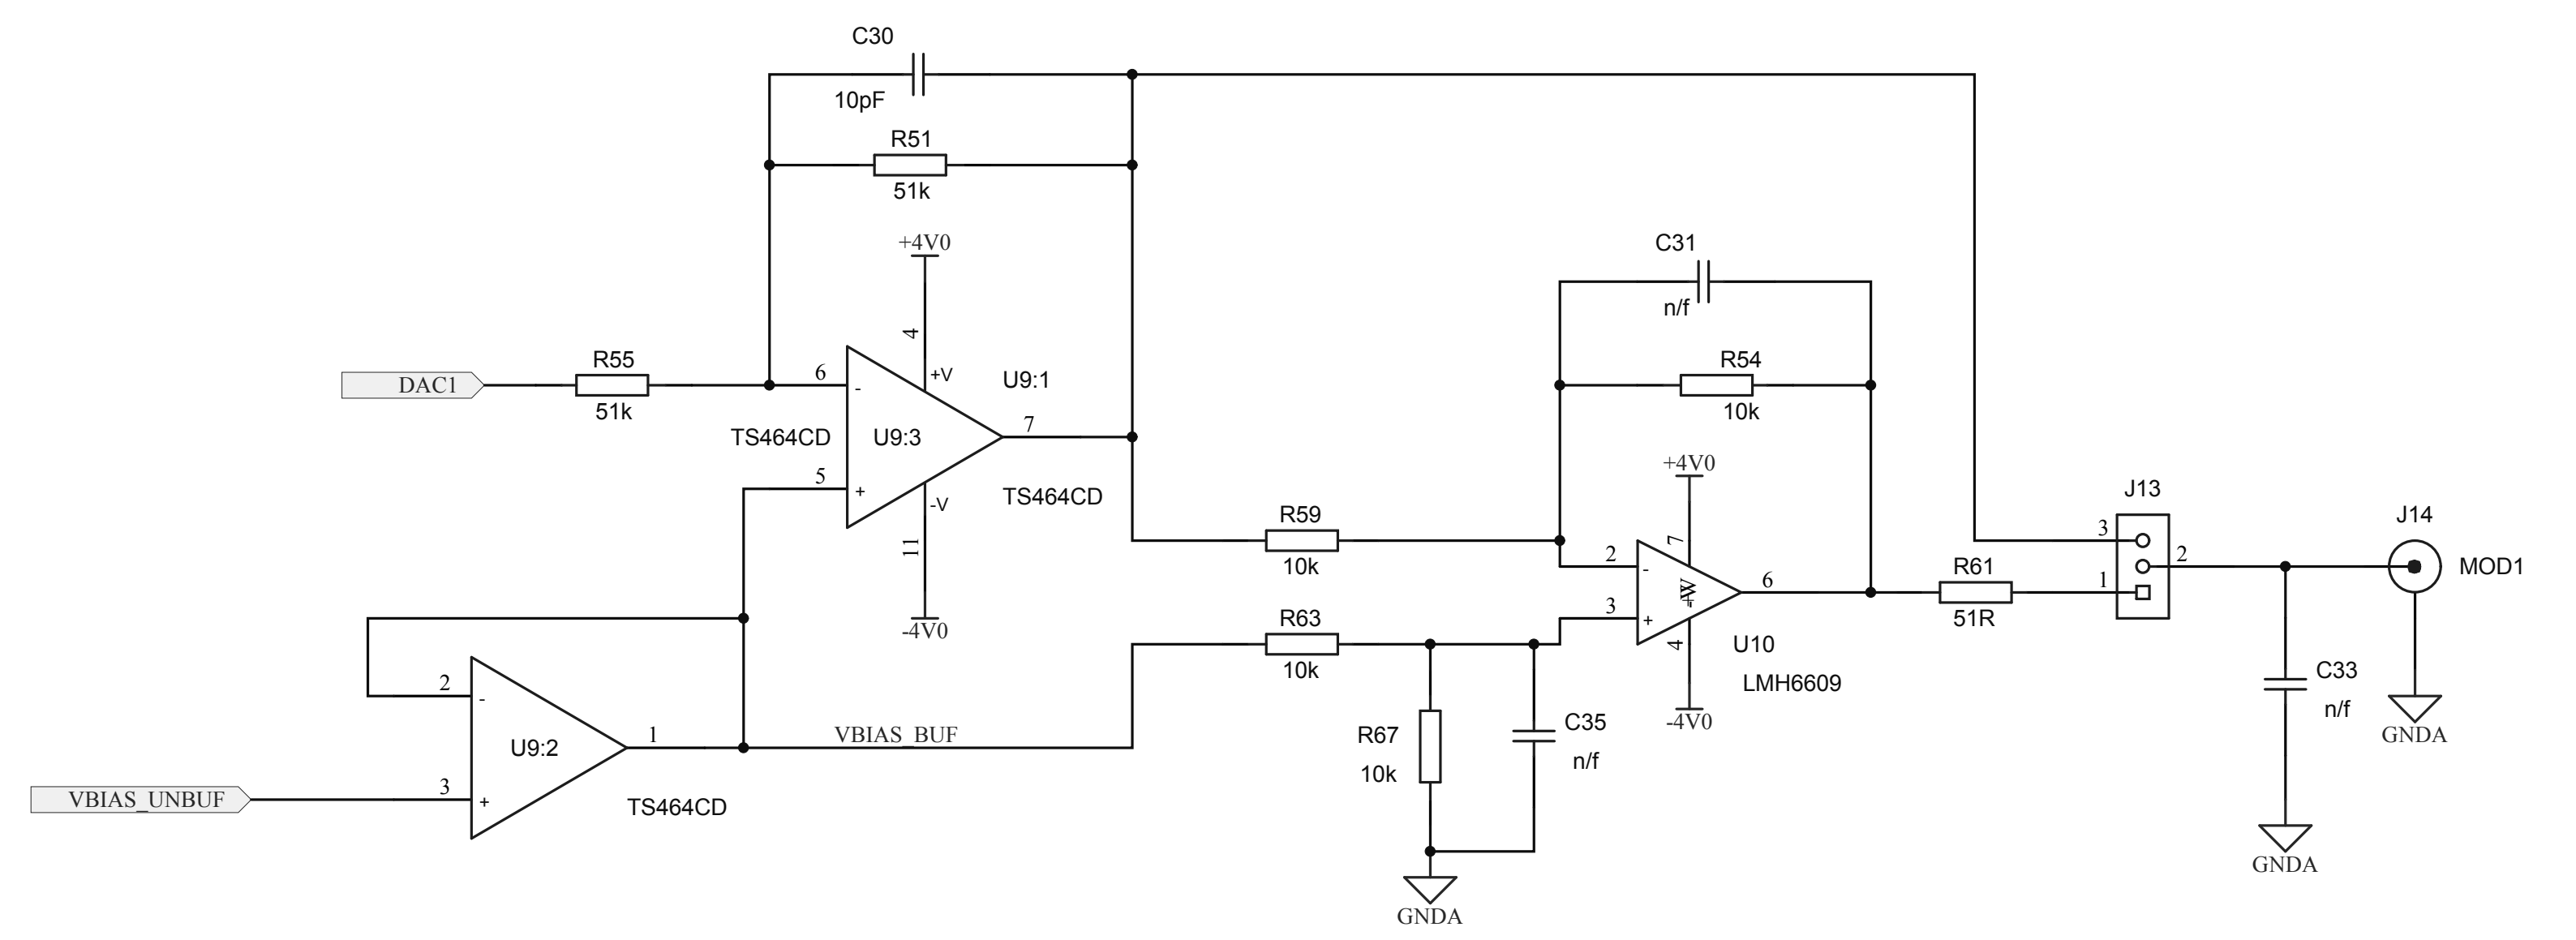 C30
10pF
R51
51k
+4V0
C31
n/f
4
R55
R54
DAC1
6
-
+V
U9:1
51k
10k
TS464CD
U9:3
7
+4V0
5
+
-V
TS464CD
J13
R59
3
J14
11
10k
7
2
-
2
R61
MOD1
+W
6
1
R63
3
+
51R
-4V0
4
U10
10k
LMH6609
C33
2
-
n/f
-4V0
C35
1
VBIAS_BUF
R67
GNDA
U9:2
n/f
10k
3
VBIAS_UNBUF
+
TS464CD
GNDA
GNDA